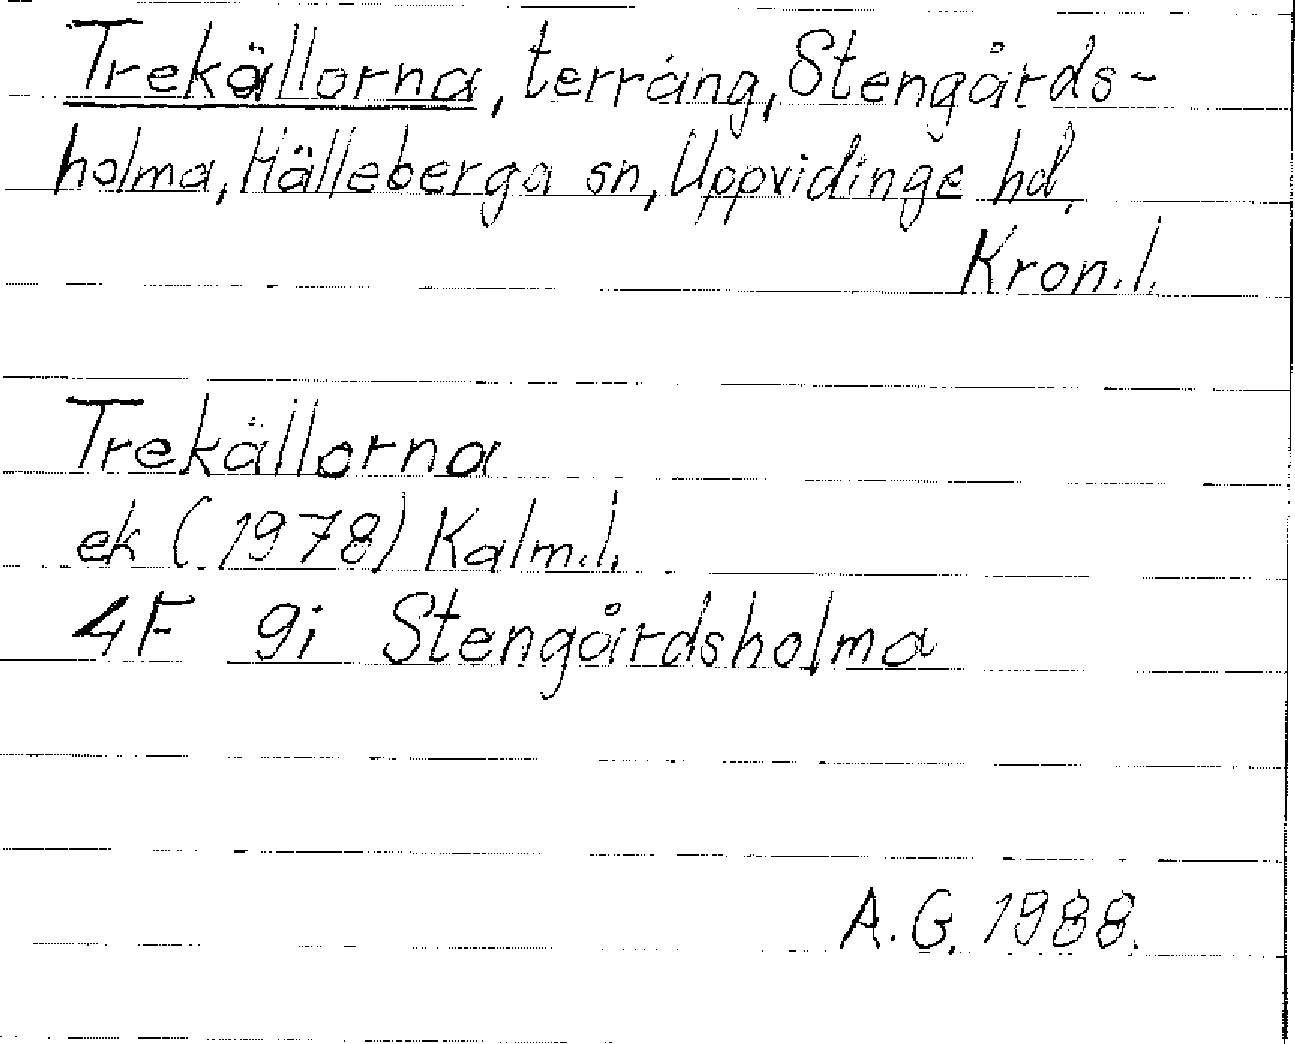 Trekällorna, terräng, Stengårds-
holma, Hälleberga sn, Uppvidinge hd.
Kron.l.
Trekällorna
ek (1978) Kalm.l.
4F 9i Stengårdsholma
A.G. 1988.